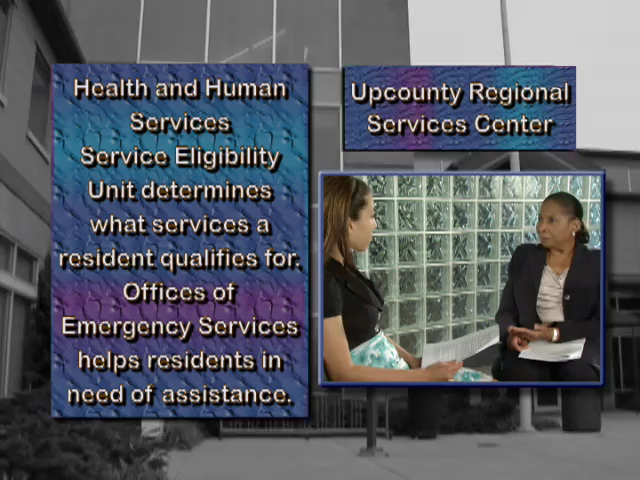 Health and Human
Services
Service Eligibility
Unit determines
what services a
resident qualifies for.
Offices of
Emergency Services
helps residents in
need of assistance.
Upcounty Regional
Services Center